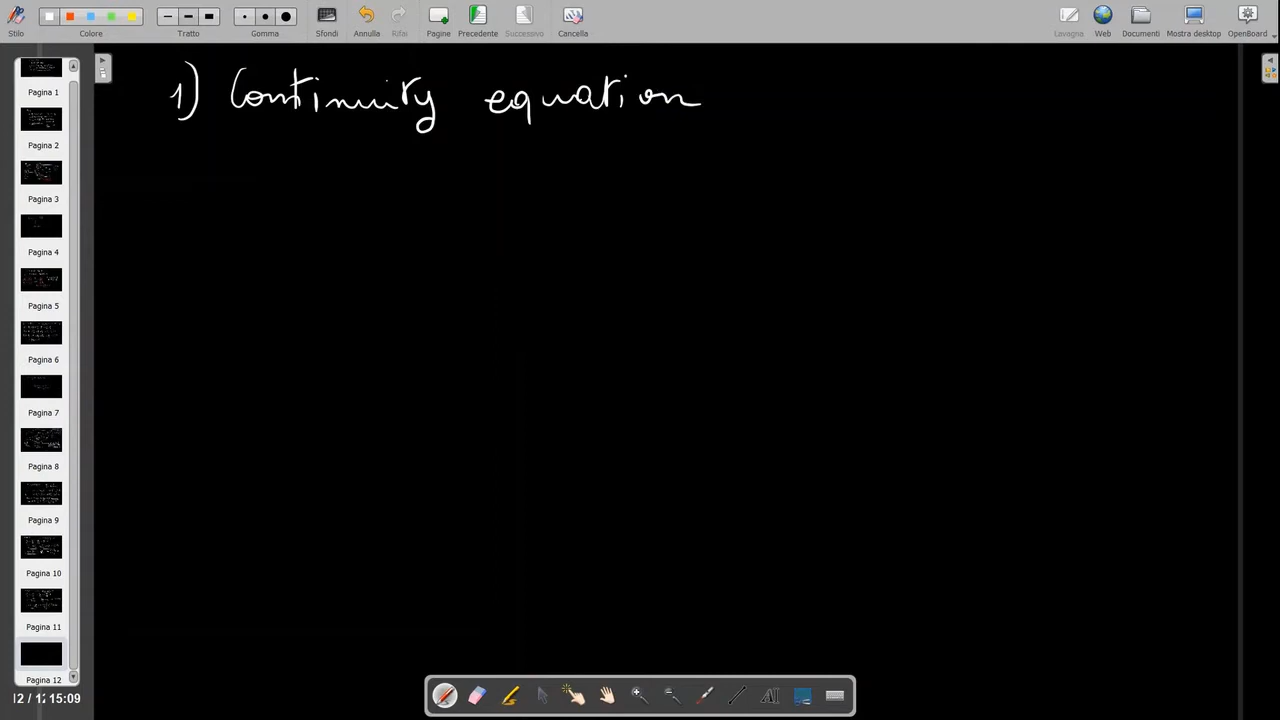 Stilo
Colore
Tratto
Gomma
Sfondi
Annulla
Rifai
Pagine
Precedente
Successivo
Cancella
Lavagna
Web
Documenti
Mostra desktop
OpenBoard
1) Continuity equation
Pagina 1
Pagina 2
Pagina 3
Pagina 4
Pagina 5
Pagina 6
Pagina 7
Pagina 8
Pagina 9
Pagina 10
Pagina 11
Pagina 12
15:09
AI